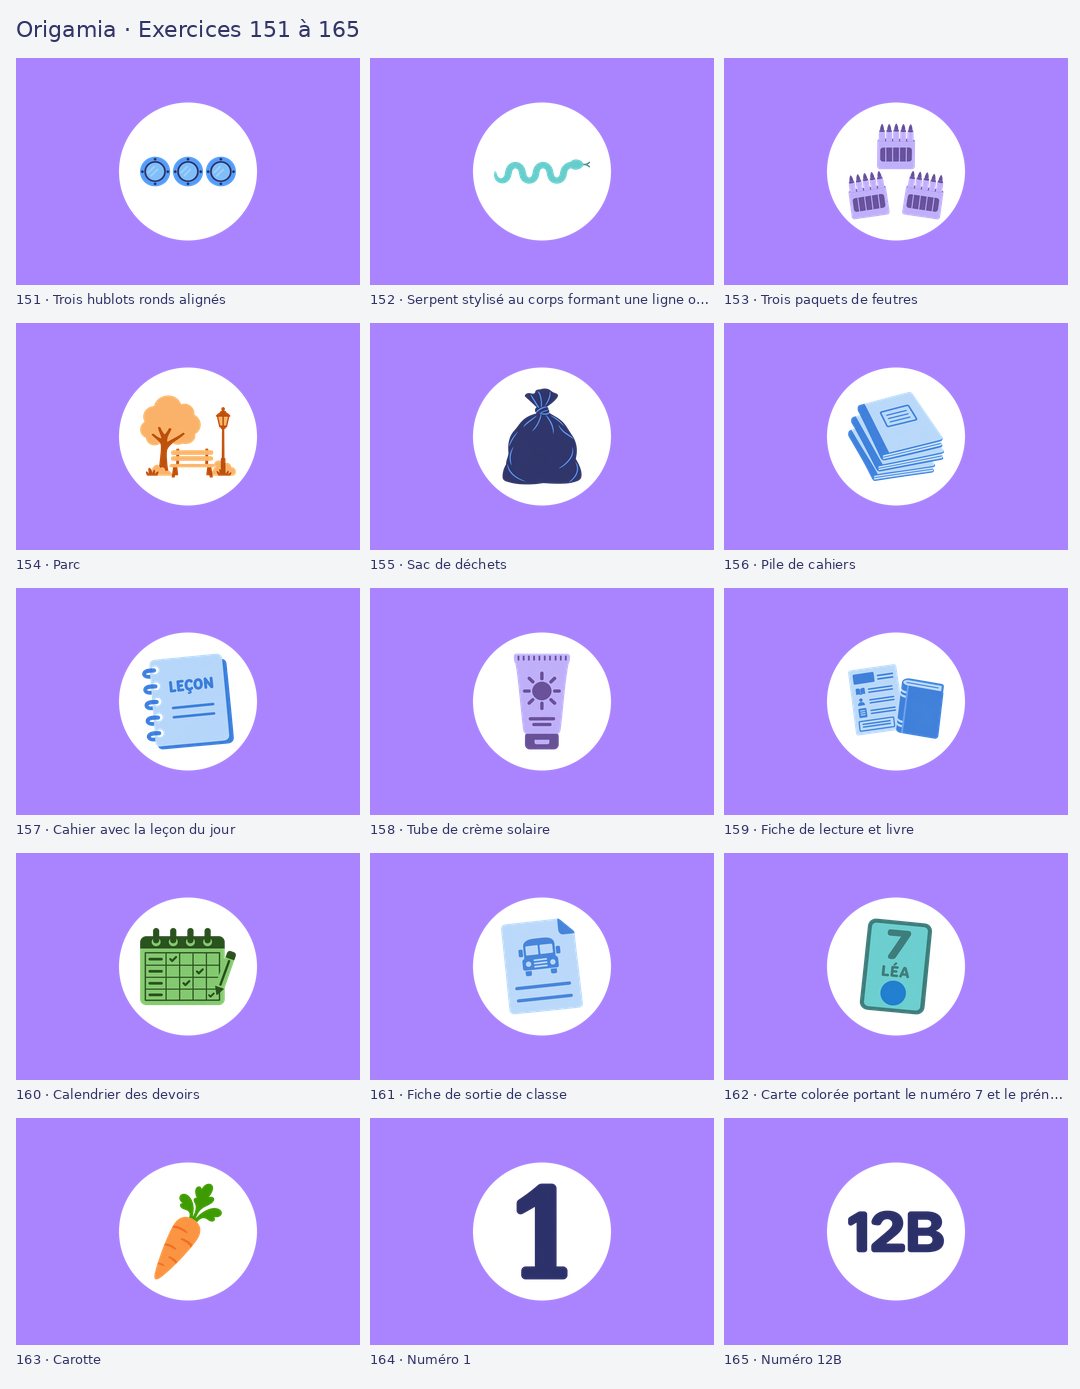 Origamia · Exercices 151 à 165
151 · Trois hublots ronds alignés
152 · Serpent stylisé au corps formant une ligne o…
153 · Trois paquets de feutres
154 · Parc
155 · Sac de déchets
156 · Pile de cahiers
LEÇON
157 · Cahier avec la leçon du jour
158 · Tube de crème solaire
159 · Fiche de lecture et livre
7
LÉA
160 · Calendrier des devoirs
161 · Fiche de sortie de classe
162 · Carte colorée portant le numéro 7 et le prén…
1
12B
163 · Carotte
164 · Numéro 1
165 · Numéro 12B